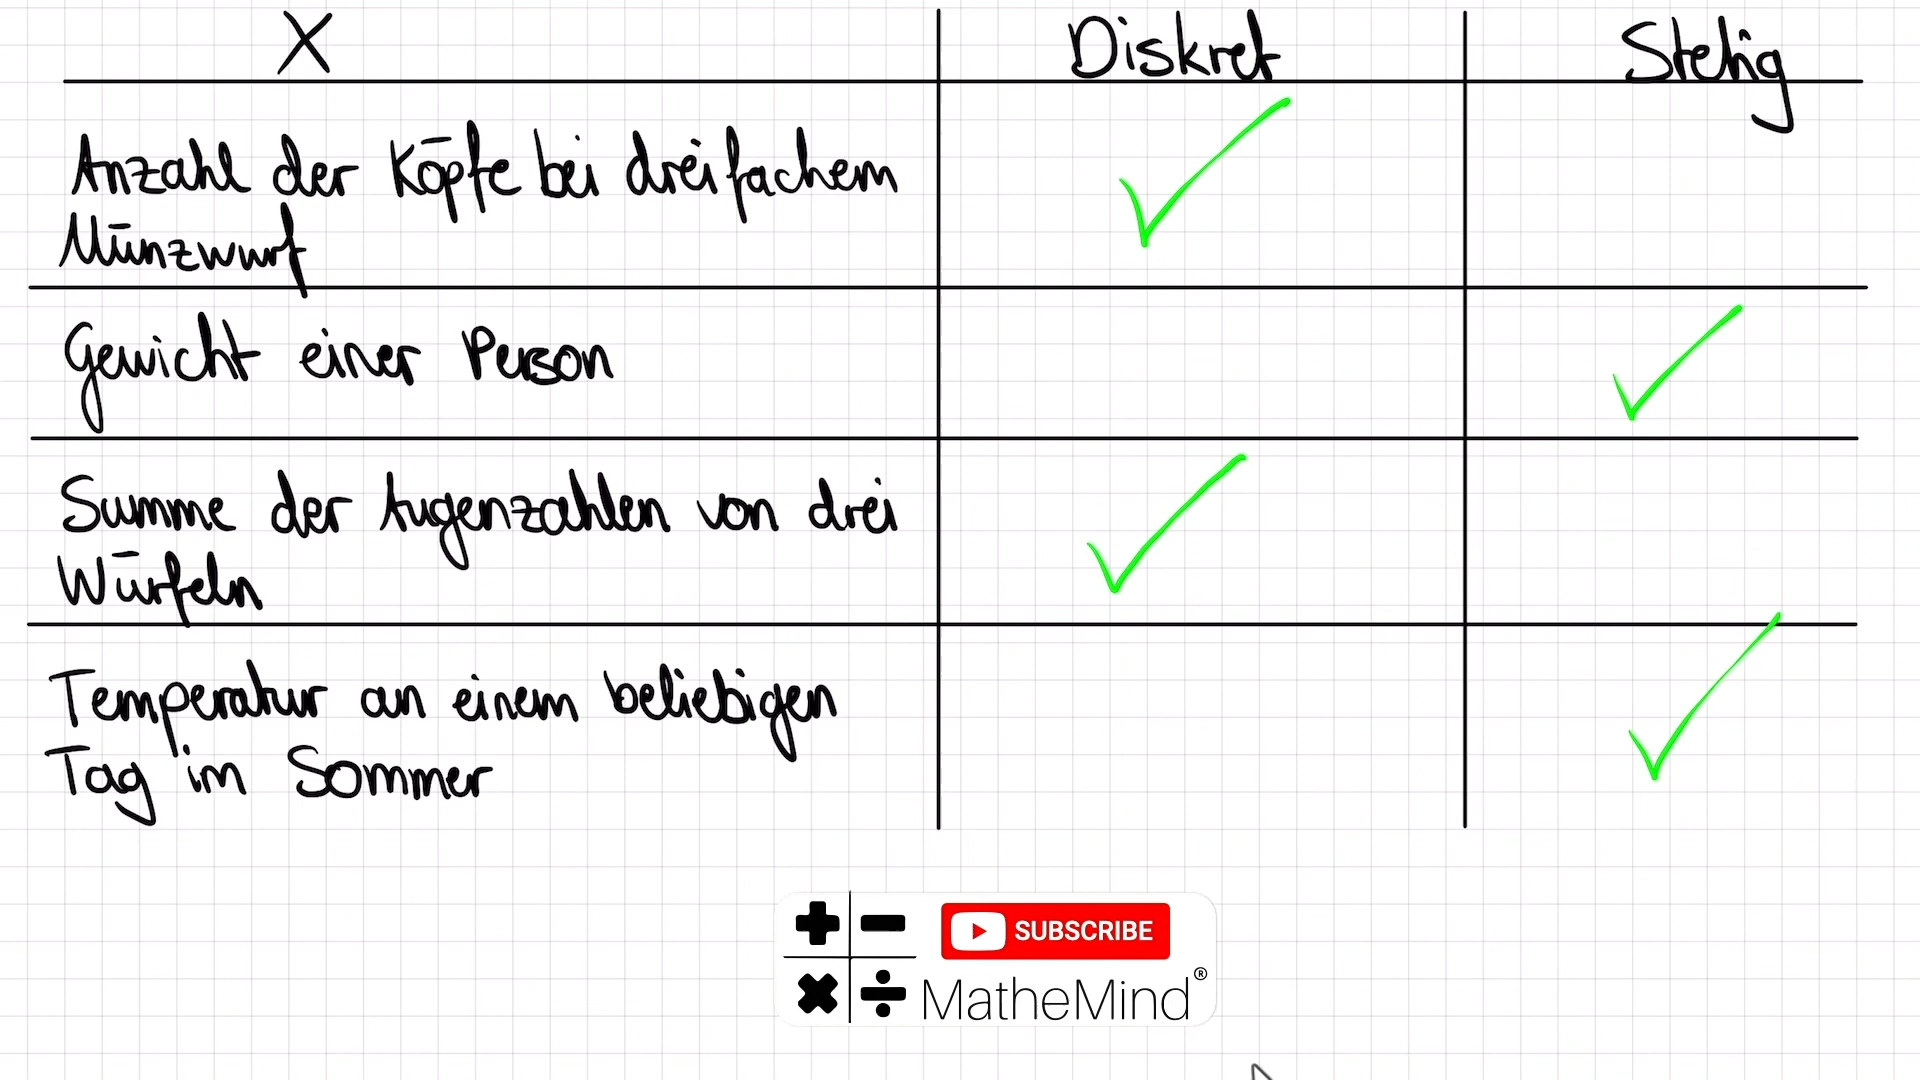 X Diskret Stetig
Anzahl der Köpfe bei dreifachem
Münzwurf
Gewicht einer Person
Summe der Augenzahlen von drei
Würfeln
Temperatur an einem beliebigen
Tag im Sommer
SUBSCRIBE
MatheMind®